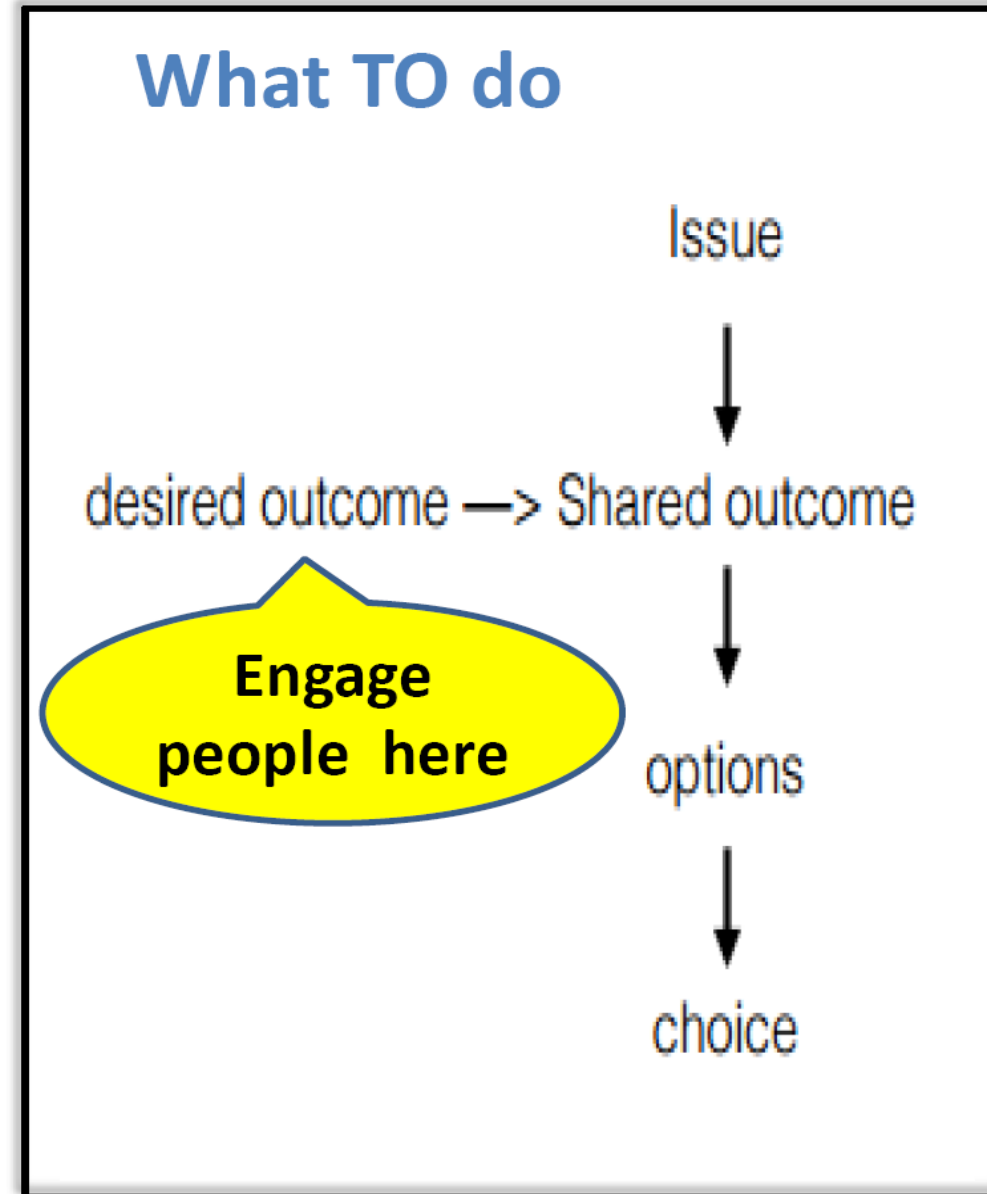 What TO do
Issue
desired outcome —> Shared outcome
Engage
people here
options
choice